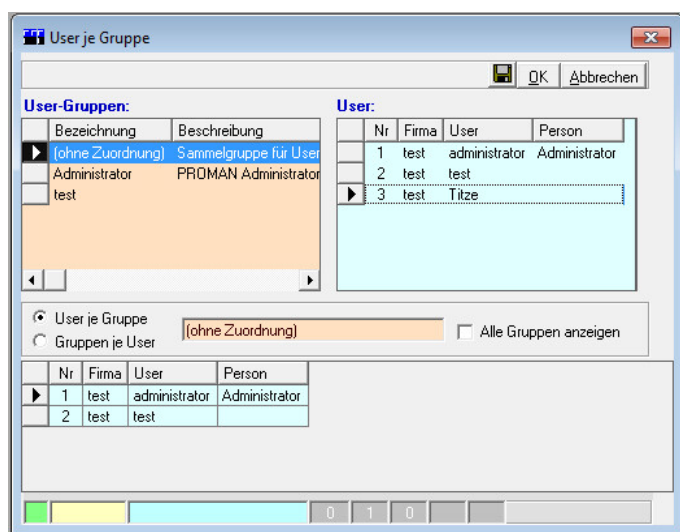 User je Gruppe
OK Abbrechen
User-Gruppen:
Bezeichnung Beschreibung
(ohne Zuordnung) Sammelgruppe für User
Administrator PROMAN Administrator
test
User:
Nr Firma User Person
1 test administrator Administrator
2 test test
3 test Titze
User je Gruppe
Gruppen je User
(ohne Zuordnung)
Alle Gruppen anzeigen
Nr Firma User Person
1 test administrator Administrator
2 test test
0 1 0